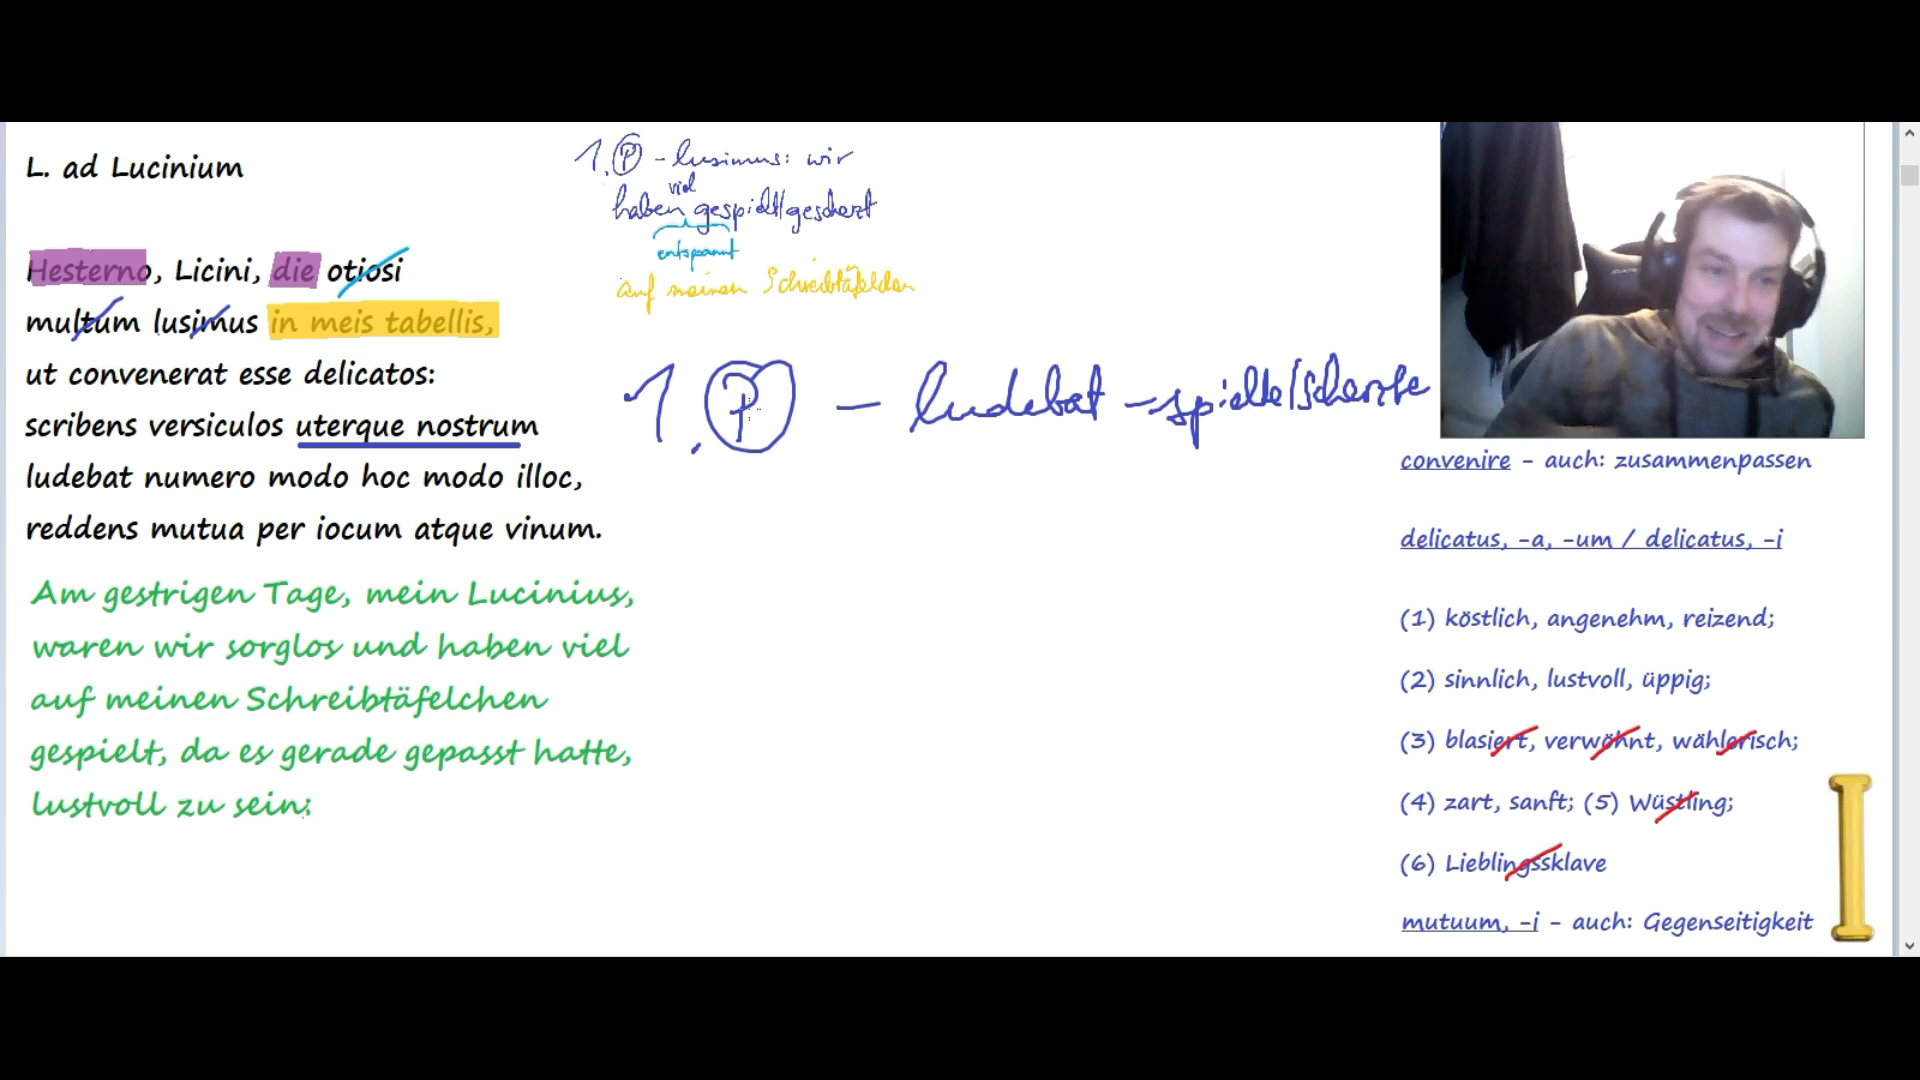 L. ad Lucinium
Hesterno, Licini, die otiosi
multum lusimus in meis tabellis,
ut convenerat esse delicatos:
scribens versiculos uterque nostrum
ludebat numero modo hoc modo illoc,
reddens mutua per iocum atque vinum.
Am gestrigen Tage, mein Lucinius,
waren wir sorglos und haben viel
auf meinen Schreibtäfelchen
gespielt, da es gerade gepasst hatte,
lustvoll zu sein:
1. P - lusimus: wir
viel
haben gespielt/gescherzt
entspannt
auf meinen Schreibtäfelchen
1. P - ludebat - spielte/scherzte
convenire - auch: zusammenpassen
delicatus, -a, -um / delicatus, -i
(1) köstlich, angenehm, reizend;
(2) sinnlich, lustvoll, üppig;
(3) blasiert, verwöhnt, wählerisch;
(4) zart, sanft; (5) Wüstling;
(6) Lieblingssklave
mutuum, -i - auch: Gegenseitigkeit